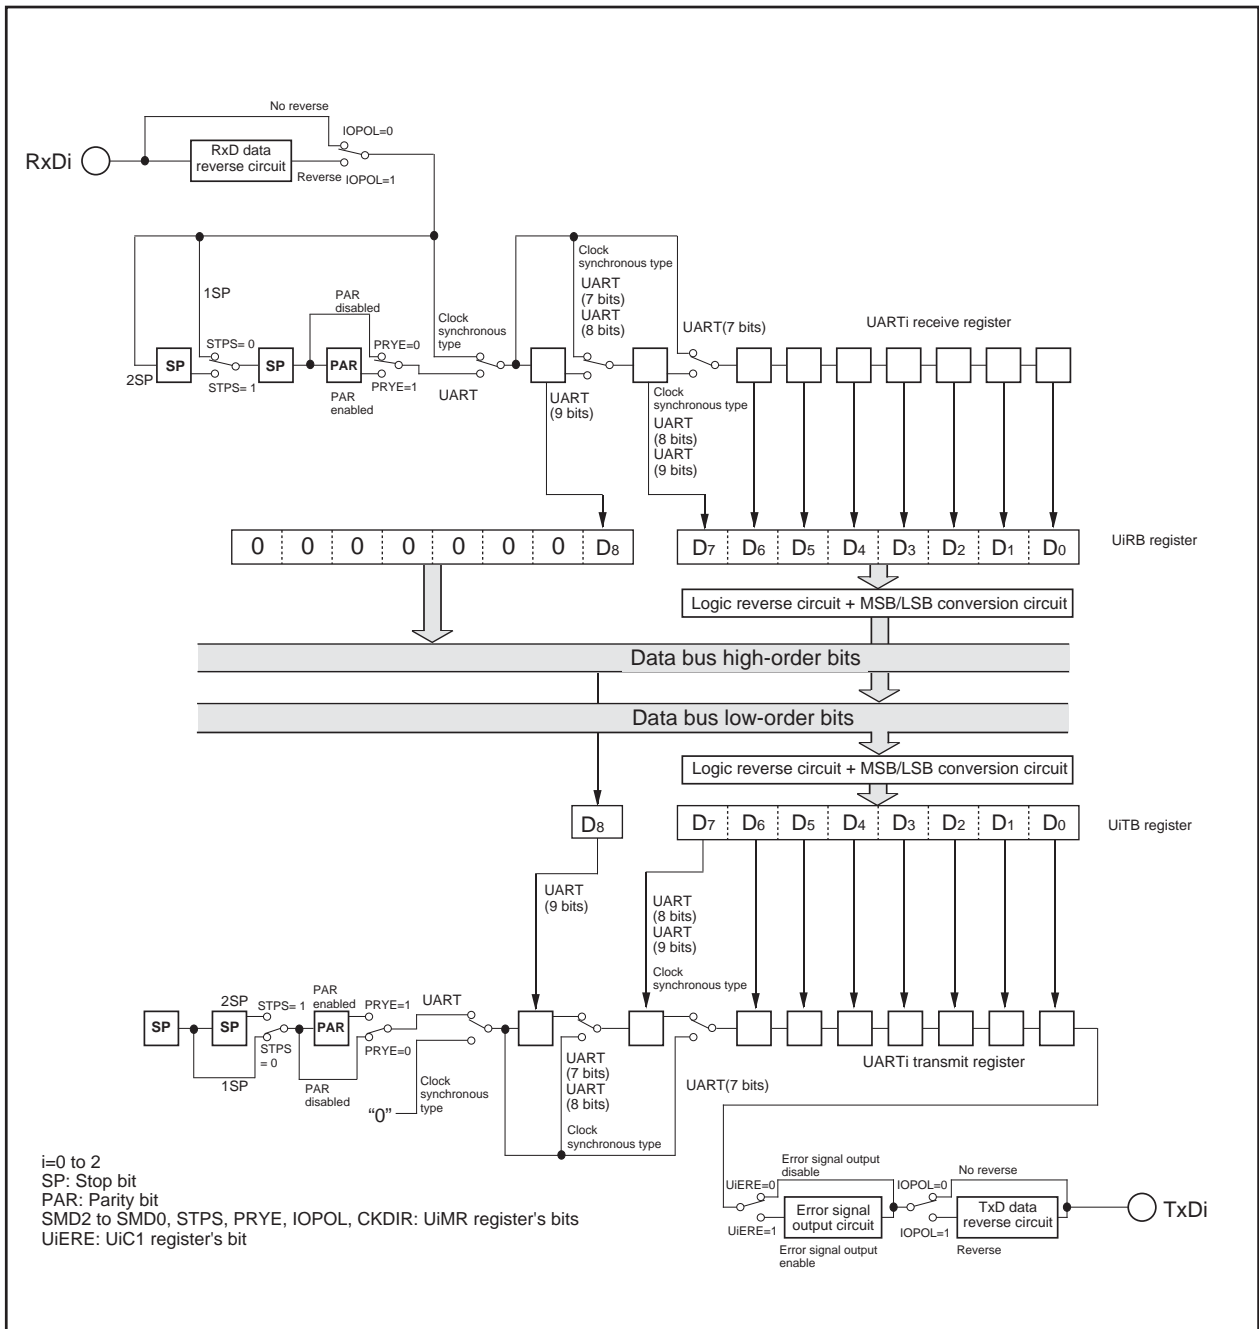 No reverse
IOPOL=0
RxDi
RxD data
reverse circuit
Reverse
IOPOL=1
Clock
synchronous type
UART
(7 bits)
UART
(8 bits)
1SP
PAR
disabled
Clock
synchronous
type
UART(7 bits)
UARTi receive register
STPS= 0
PRYE=0
SP
SP
PAR
2SP
STPS= 1
PRYE=1
PAR
enabled
UART
UART
(9 bits)
Clock
synchronous type
UART
(8 bits)
UART
(9 bits)
0 0 0 0 0 0 0 D8
D7 D6 D5 D4 D3 D2 D1 D0
UiRB register
Logic reverse circuit + MSB/LSB conversion circuit
Data bus high-order bits
Data bus low-order bits
Logic reverse circuit + MSB/LSB conversion circuit
D8
D7 D6 D5 D4 D3 D2 D1 D0
UiTB register
UART
(9 bits)
UART
(8 bits)
UART
(9 bits)
Clock
synchronous type
2SP
STPS= 1
PAR
enabled
PRYE=1
UART
SP
SP
PAR
STPS
= 0
PRYE=0
1SP
PAR
disabled
Clock
synchronous
type
“0”
UART
(7 bits)
UART
(8 bits)
Clock
synchronous type
UART(7 bits)
UARTi transmit register
i=0 to 2
SP: Stop bit
PAR: Parity bit
SMD2 to SMD0, STPS, PRYE, IOPOL, CKDIR: UiMR register's bits
UiERE: UiC1 register's bit
Error signal output
disable
UiERE=0
IOPOL=0
No reverse
Error signal
output circuit
TxD data
reverse circuit
TxDi
UiERE=1
IOPOL=1
Error signal output
enable
Reverse